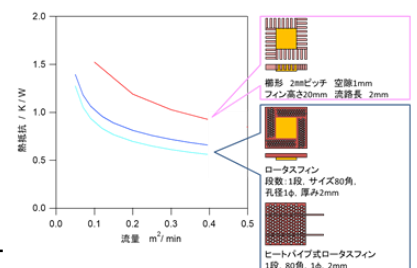 2.0
1.5
1.0
0.5
0.0
0.0 0.1 0.2 0.3 0.4 0.5
熱抵抗 / K / W
流量 m²/ min
櫛形 2mmピッチ 空隙1mm
フィン高さ20mm 流路長 2mm
ロータスフィン
段数:1段, サイズ80角,
孔径1φ, 厚み2mm
ヒートパイプ式ロータスフィン
1段, 80角, 1φ, 2mm